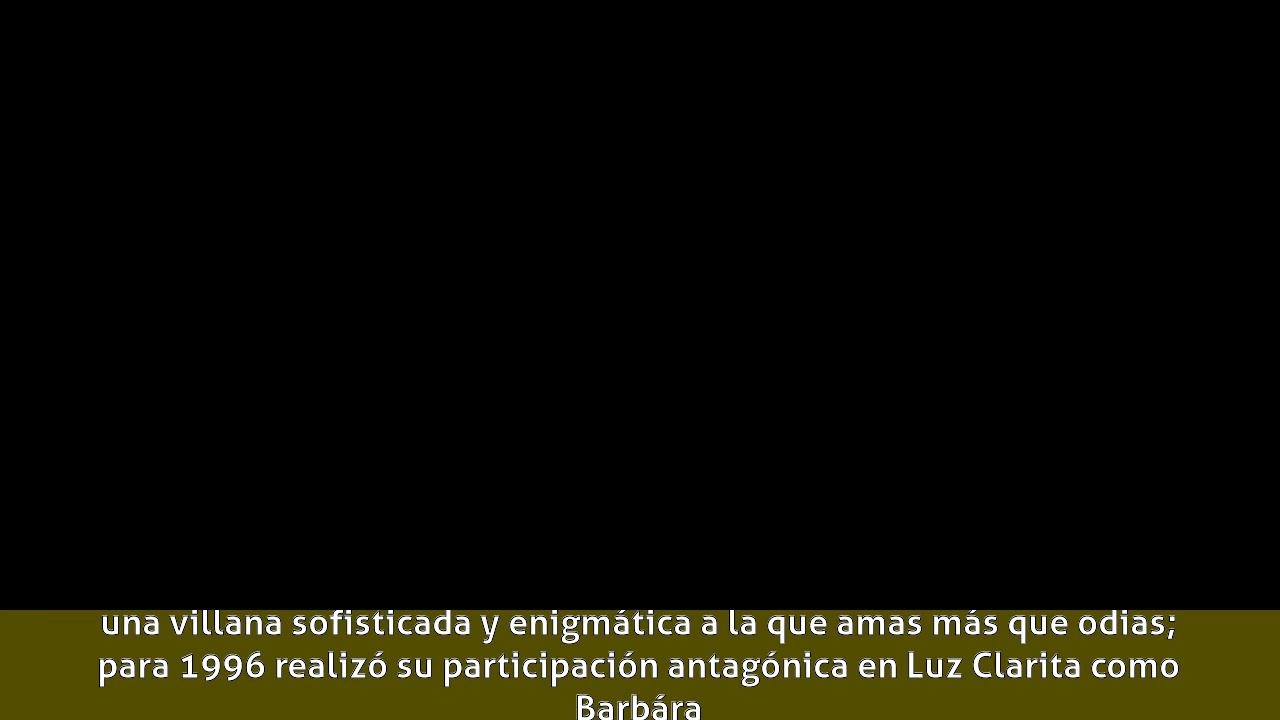 una villana sofisticada y enigmática a la que amas más que odias;
para 1996 realizó su participación antagónica en Luz Clarita como
Barbára